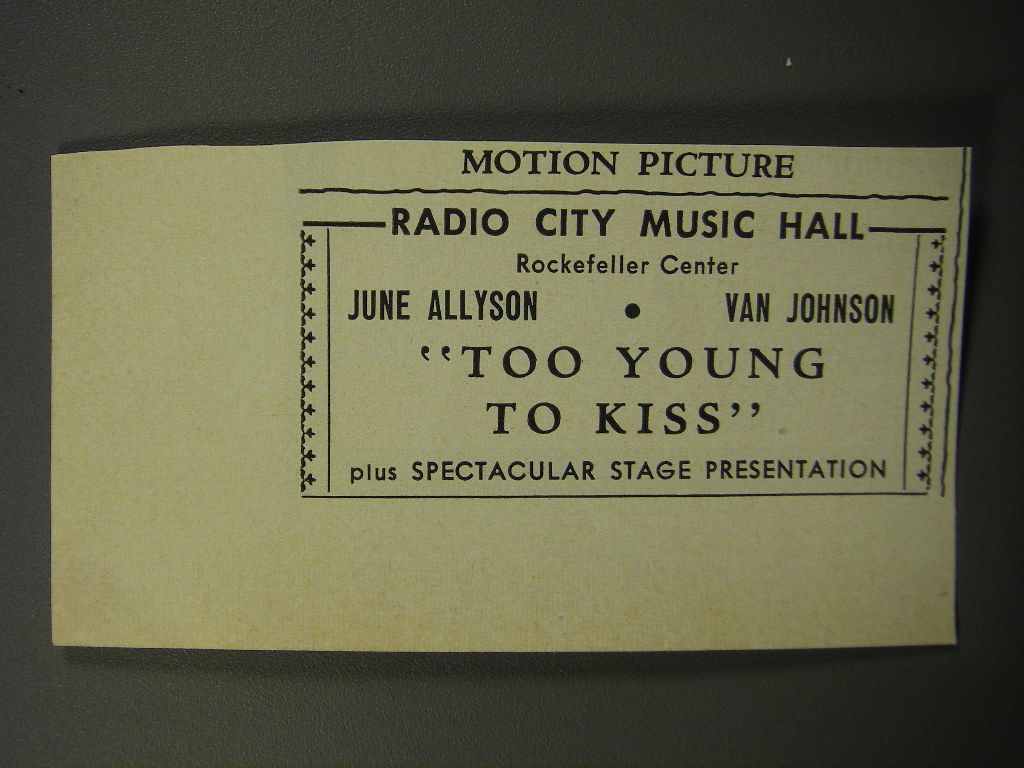 MOTION PICTURE
RADIO CITY MUSIC HALL
Rockefeller Center
JUNE ALLYSON • VAN JOHNSON
“TOO YOUNG
TO KISS”
plus SPECTACULAR STAGE PRESENTATION